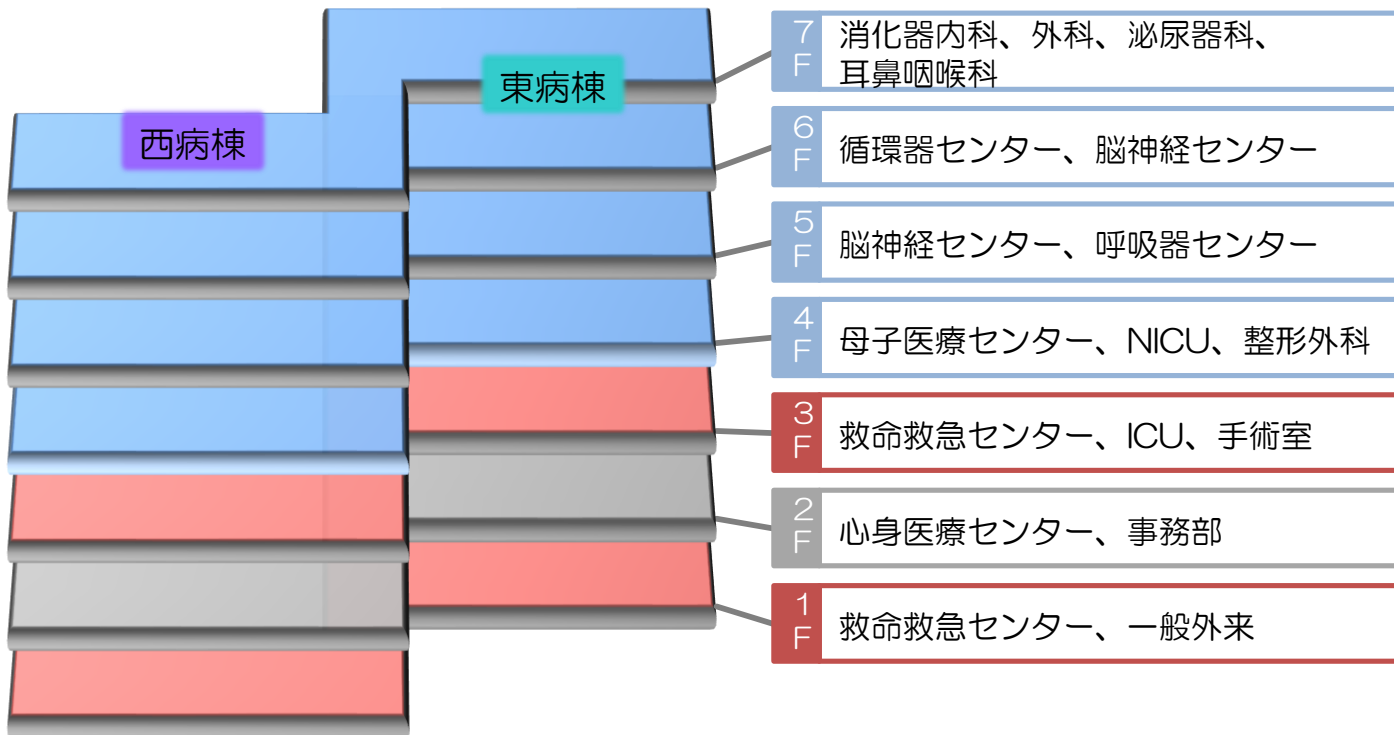 西病棟
東病棟
7F
消化器内科、外科、泌尿器科、
耳鼻咽喉科
6F
循環器センター、脳神経センター
5F
脳神経センター、呼吸器センター
4F
母子医療センター、NICU、整形外科
3F
救命救急センター、ICU、手術室
2F
心身医療センター、事務部
1F
救命救急センター、一般外来